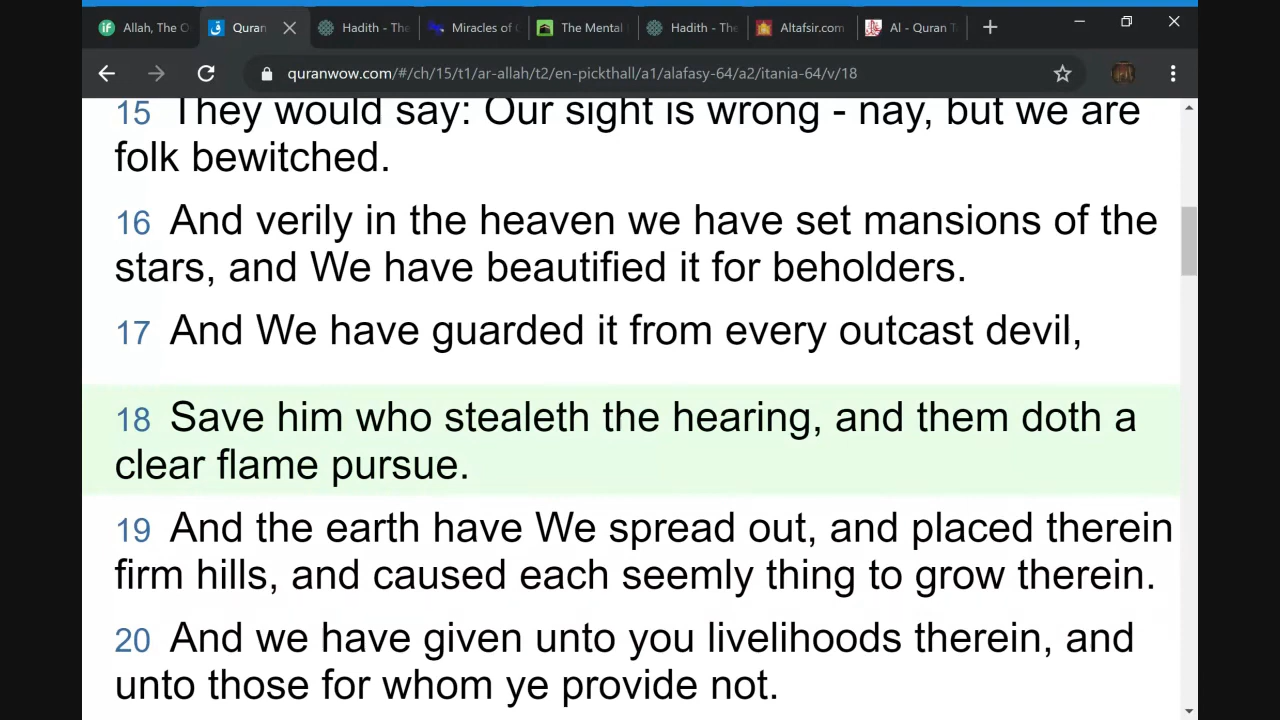 Allah, The O
Quran
Hadith - The
Miracles of
The Mental
Hadith - The
Altafsir.com
Al - Quran T
quranwow.com/#/ch/15/t1/ar-allah/t2/en-pickthall/a1/alafasy-64/a2/itania-64/v/18
15 They would say: Our sight is wrong - nay, but we are
folk bewitched.
16 And verily in the heaven we have set mansions of the
stars, and We have beautified it for beholders.
17 And We have guarded it from every outcast devil,
18 Save him who stealeth the hearing, and them doth a
clear flame pursue.
19 And the earth have We spread out, and placed therein
firm hills, and caused each seemly thing to grow therein.
20 And we have given unto you livelihoods therein, and
unto those for whom ye provide not.